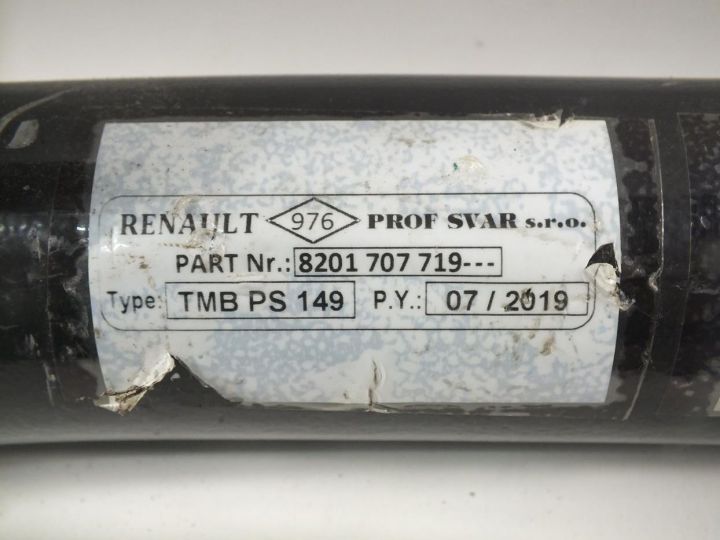 RENAULT 976 PROF SVAR s.r.o.
PART Nr.: 8201 707 719---
Type: TMB PS 149 P.Y.: 07 / 2019